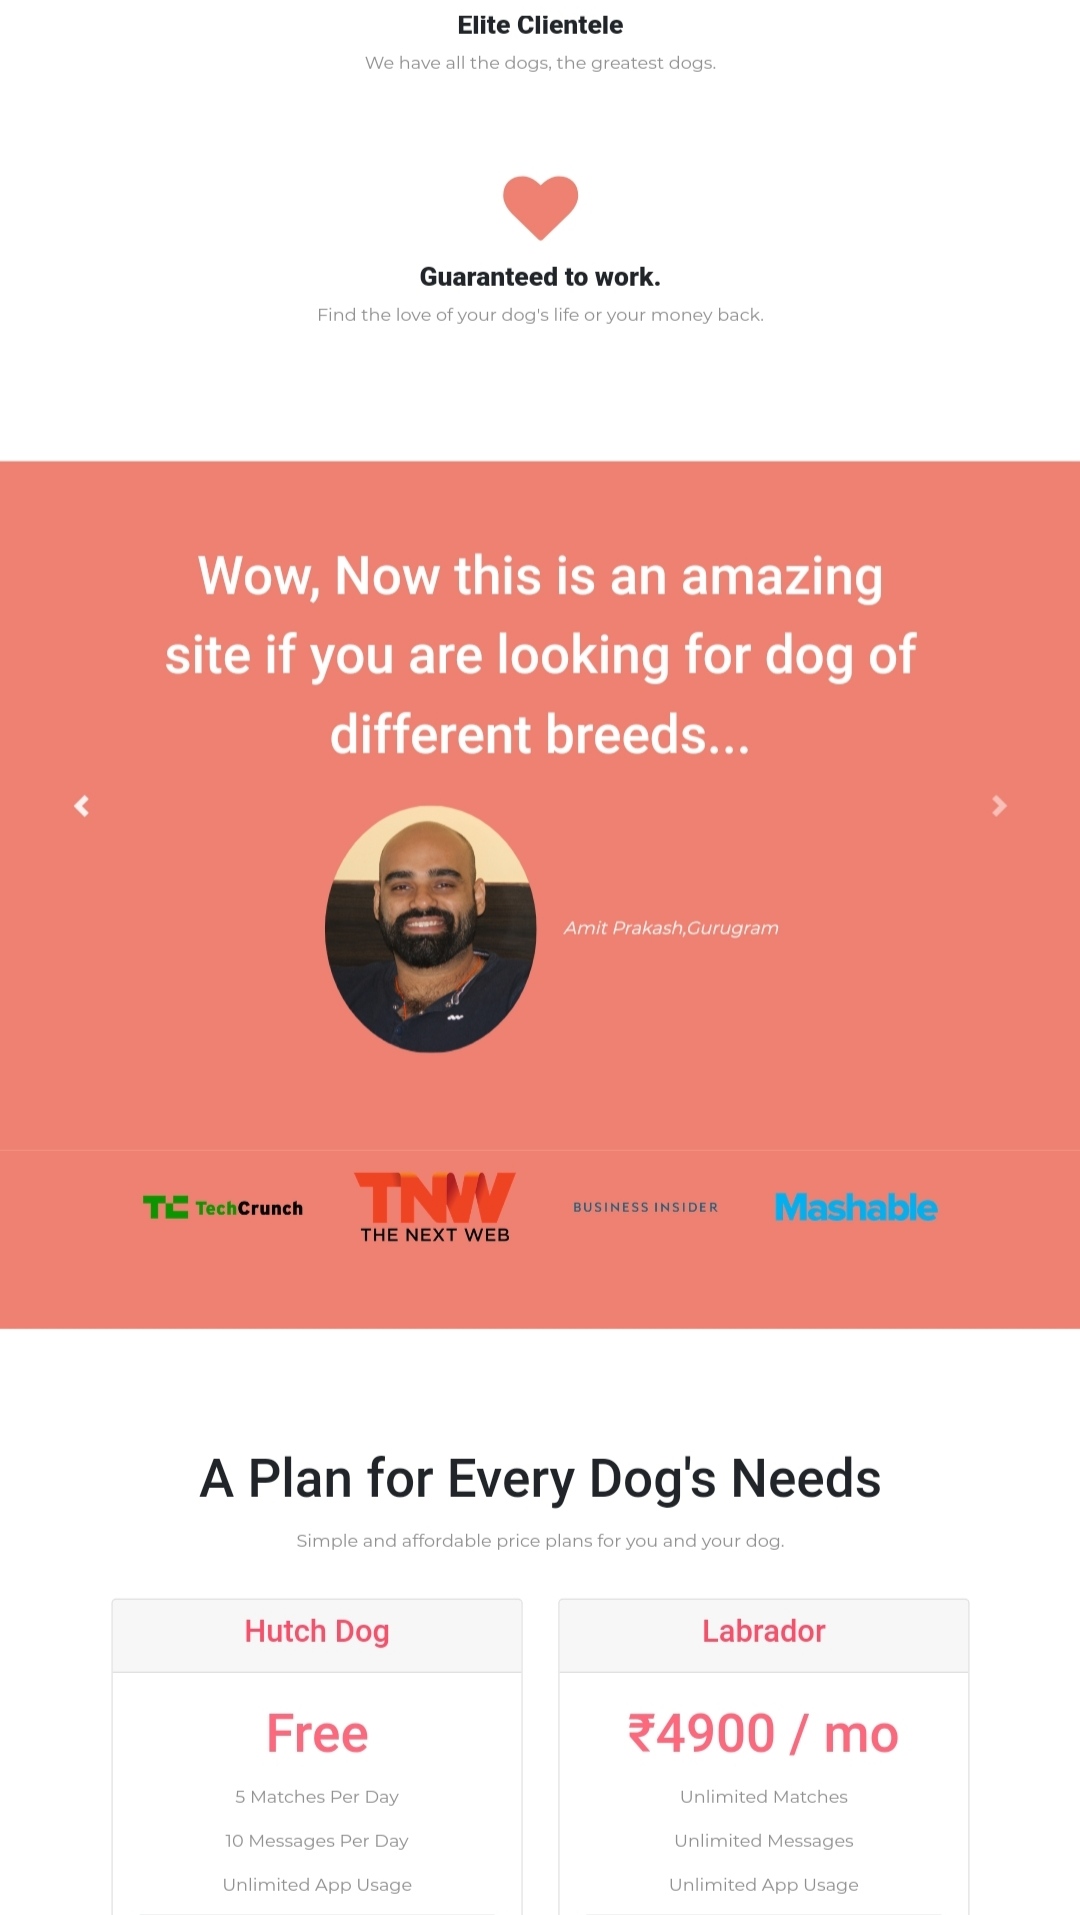 Elite Clientele
We have all the dogs, the greatest dogs.
Guaranteed to work.
Find the love of your dog's life or your money back.
Wow, Now this is an amazing
site if you are looking for dog of
different breeds...
Amit Prakash,Gurugram
TC TechCrunch
TNW
THE NEXT WEB
BUSINESS INSIDER
Mashable
A Plan for Every Dog's Needs
Simple and affordable price plans for you and your dog.
Hutch Dog
Free
5 Matches Per Day
10 Messages Per Day
Unlimited App Usage
Labrador
₹4900 / mo
Unlimited Matches
Unlimited Messages
Unlimited App Usage